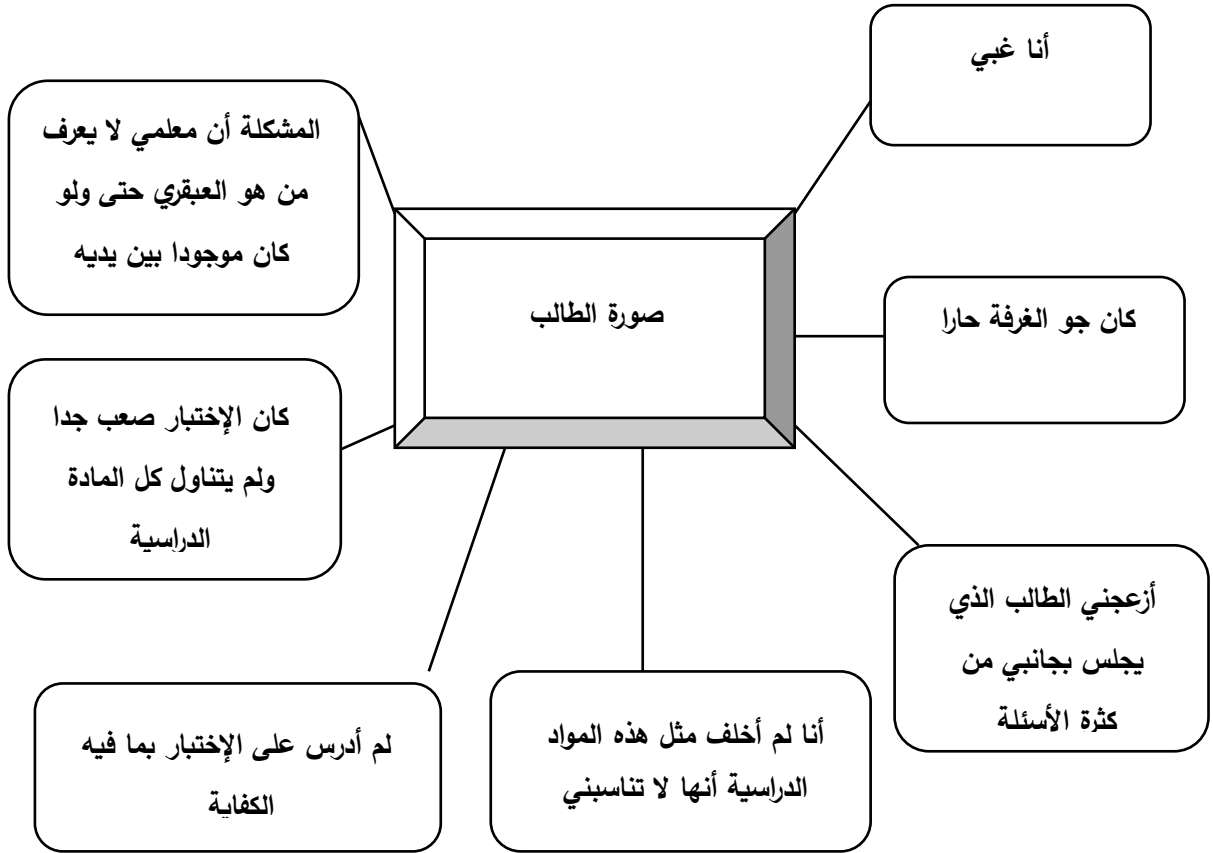 أنا غبي
المشكلة أن معلمي لا يعرف
من هو العبقري حتى ولو
كان موجودا بين يديه
صورة الطالب
كان جو الغرفة حارا
كان الإختبار صعب جدا
ولم يتناول كل المادة
الدراسية
أزعجني الطالب الذي
يجلس بجانبي من
كثرة الأسئلة
أنا لم أخلف مثل هذه المواد
الدراسية أنها لا تناسبني
لم أدرس على الإختبار بما فيه
الكفاية